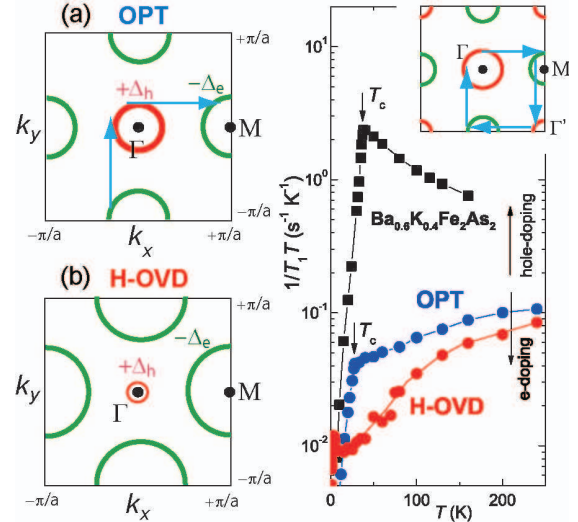 (a) OPT
+π/a
+Δh
−Δe
ky
Γ
M
−π/a
kx
+π/a
(b) H-OVD
+π/a
−Δe
+Δh
ky
Γ
M
−π/a
−π/a
kx
+π/a
10¹
10⁰
10⁻¹
10⁻²
1/T₁T (s⁻¹ K⁻¹)
Γ
M
Γ'
Tc
Ba0.6K0.4Fe2As2
hole-doping
e-doping
OPT
Tc
H-OVD
0
100
200
T (K)